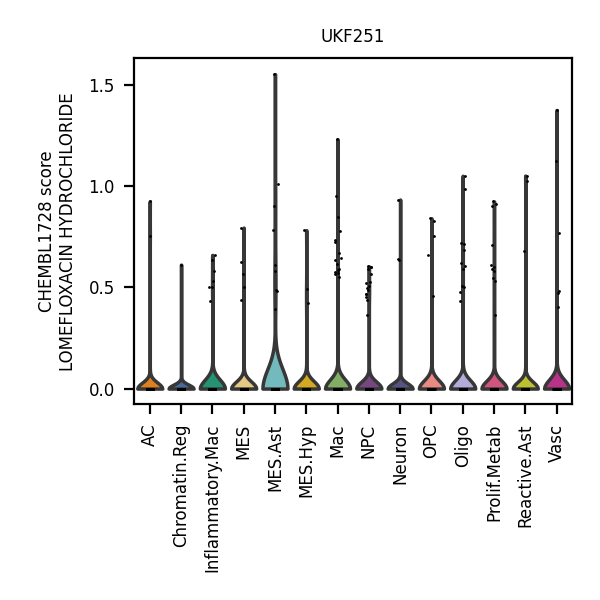 UKF251
CHEMBL1728 score
LOMEFLOXACIN HYDROCHLORIDE
1.5
1.0
0.5
0.0
AC
Chromatin.Reg
Inflammatory.Mac
MES
MES.Ast
MES.Hyp
Mac
NPC
Neuron
OPC
Oligo
Prolif.Metab
Reactive.Ast
Vasc